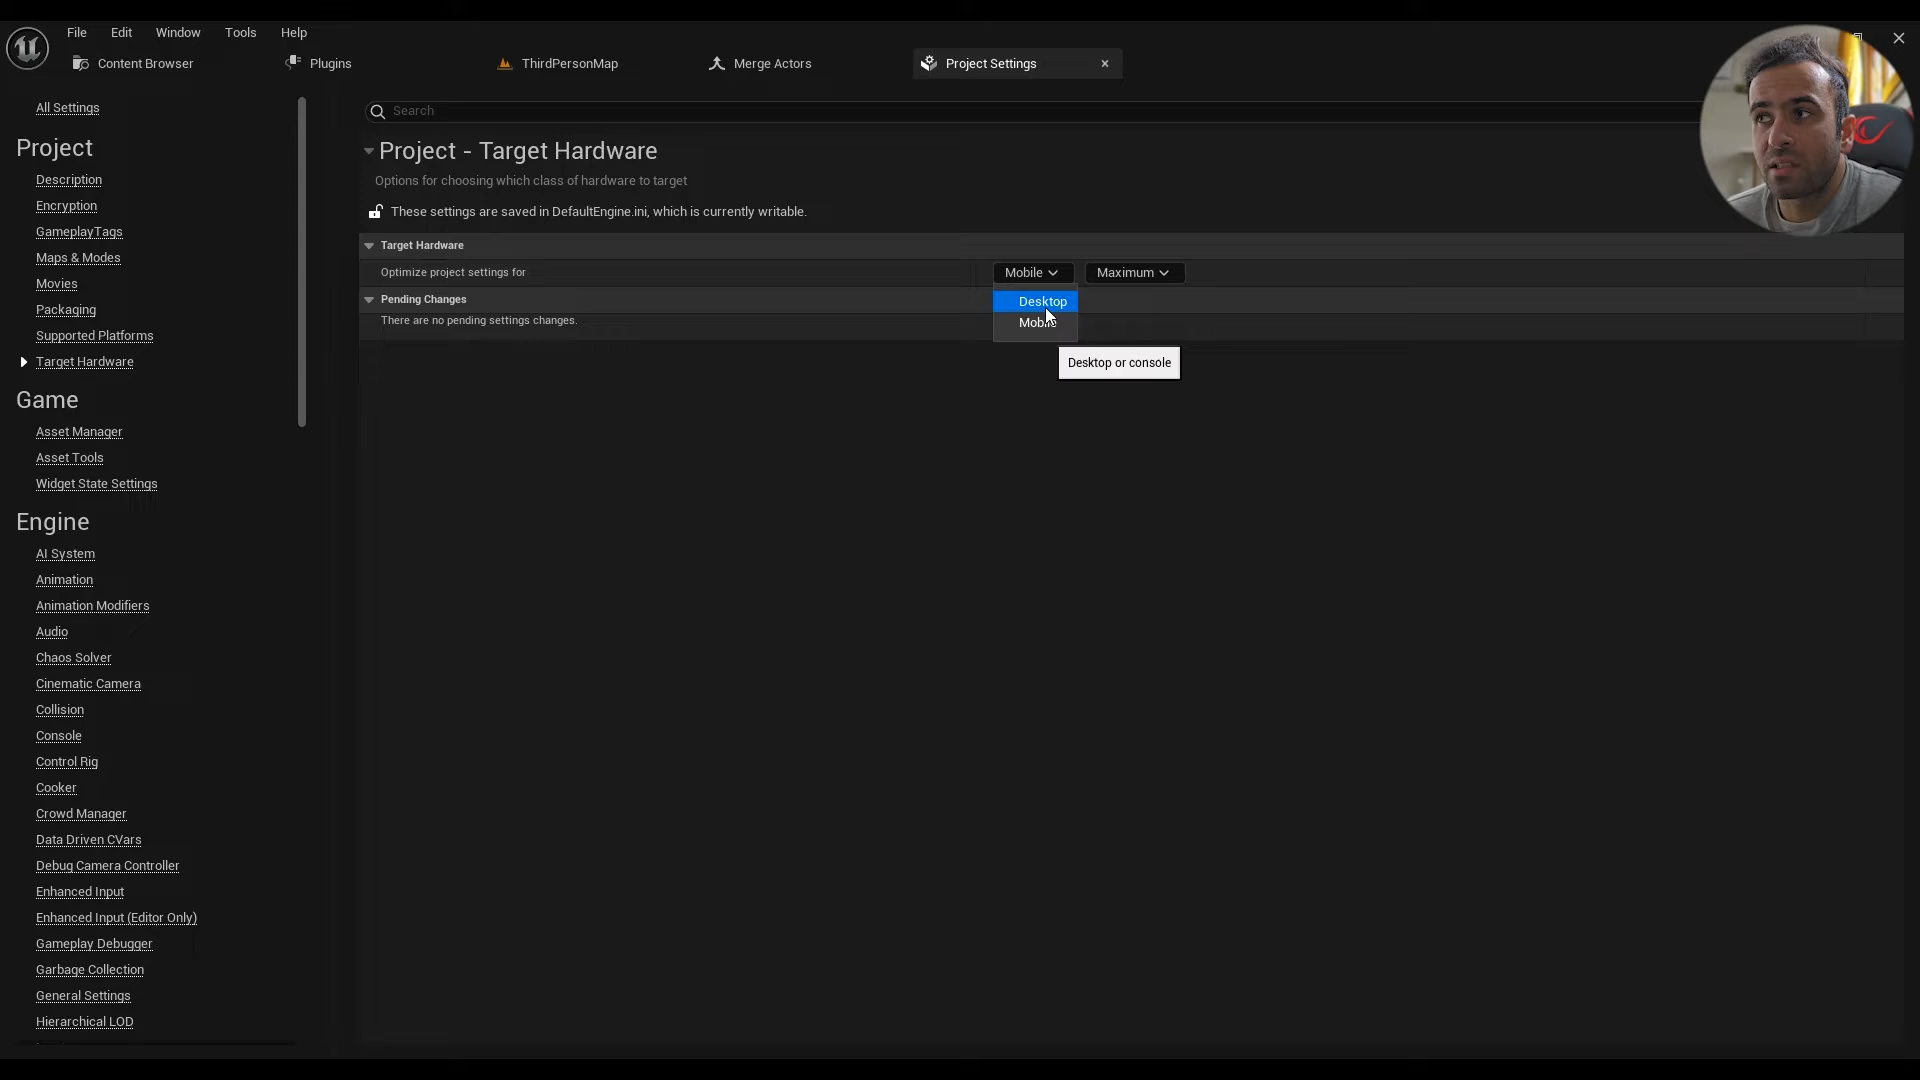 File Edit Window Tools Help
Content Browser Plugins ThirdPersonMap Merge Actors Project Settings
All Settings
Project
Description
Encryption
GameplayTags
Maps & Modes
Movies
Packaging
Supported Platforms
Target Hardware
Game
Asset Manager
Asset Tools
Widget State Settings
Engine
AI System
Animation
Animation Modifiers
Audio
Chaos Solver
Cinematic Camera
Collision
Console
Control Rig
Cooker
Crowd Manager
Data Driven CVars
Debug Camera Controller
Enhanced Input
Enhanced Input (Editor Only)
Gameplay Debugger
Garbage Collection
General Settings
Hierarchical LOD
Search
Project - Target Hardware
Options for choosing which class of hardware to target
These settings are saved in DefaultEngine.ini, which is currently writable.
Target Hardware
Optimize project settings for Mobile Maximum
Pending Changes
There are no pending settings changes.
Desktop
Mobile
Desktop or console